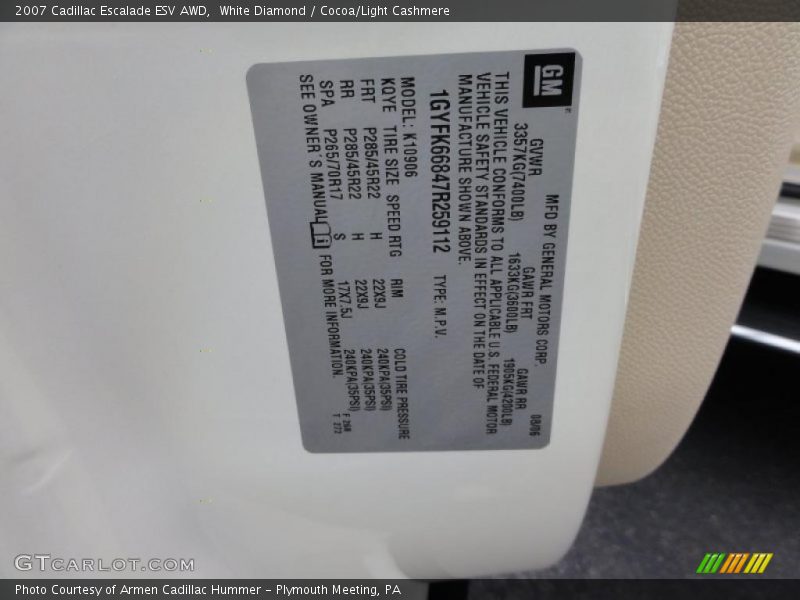 2007 Cadillac Escalade ESV AWD,  White Diamond / Cocoa/Light Cashmere
GM
MFD BY GENERAL MOTORS CORP. 08/06
GVWR GAWR FRT GAWR RR
3357KG(7400LB) 1633KG(3600LB) 1905KG(4200LB)
THIS VEHICLE CONFORMS TO ALL APPLICABLE U.S. FEDERAL MOTOR
VEHICLE SAFETY STANDARDS IN EFFECT ON THE DATE OF
MANUFACTURE SHOWN ABOVE.
1GYFK66847R259112 TYPE: M.P.V.
MODEL: K10906 COLD TIRE PRESSURE
KQYE TIRE SIZE SPEED RTG RIM
FRT P285/45R22 H 22X9J 240KPA(35PSI)
RR P285/45R22 H 22X9J 240KPA(35PSI)
SPA P265/70R17 S 17X7.5J 240KPA(35PSI)
SEE OWNER'S MANUAL FOR MORE INFORMATION.
F 268
T 272
GTCARLOT.COM
Photo Courtesy of Armen Cadillac Hummer – Plymouth Meeting, PA